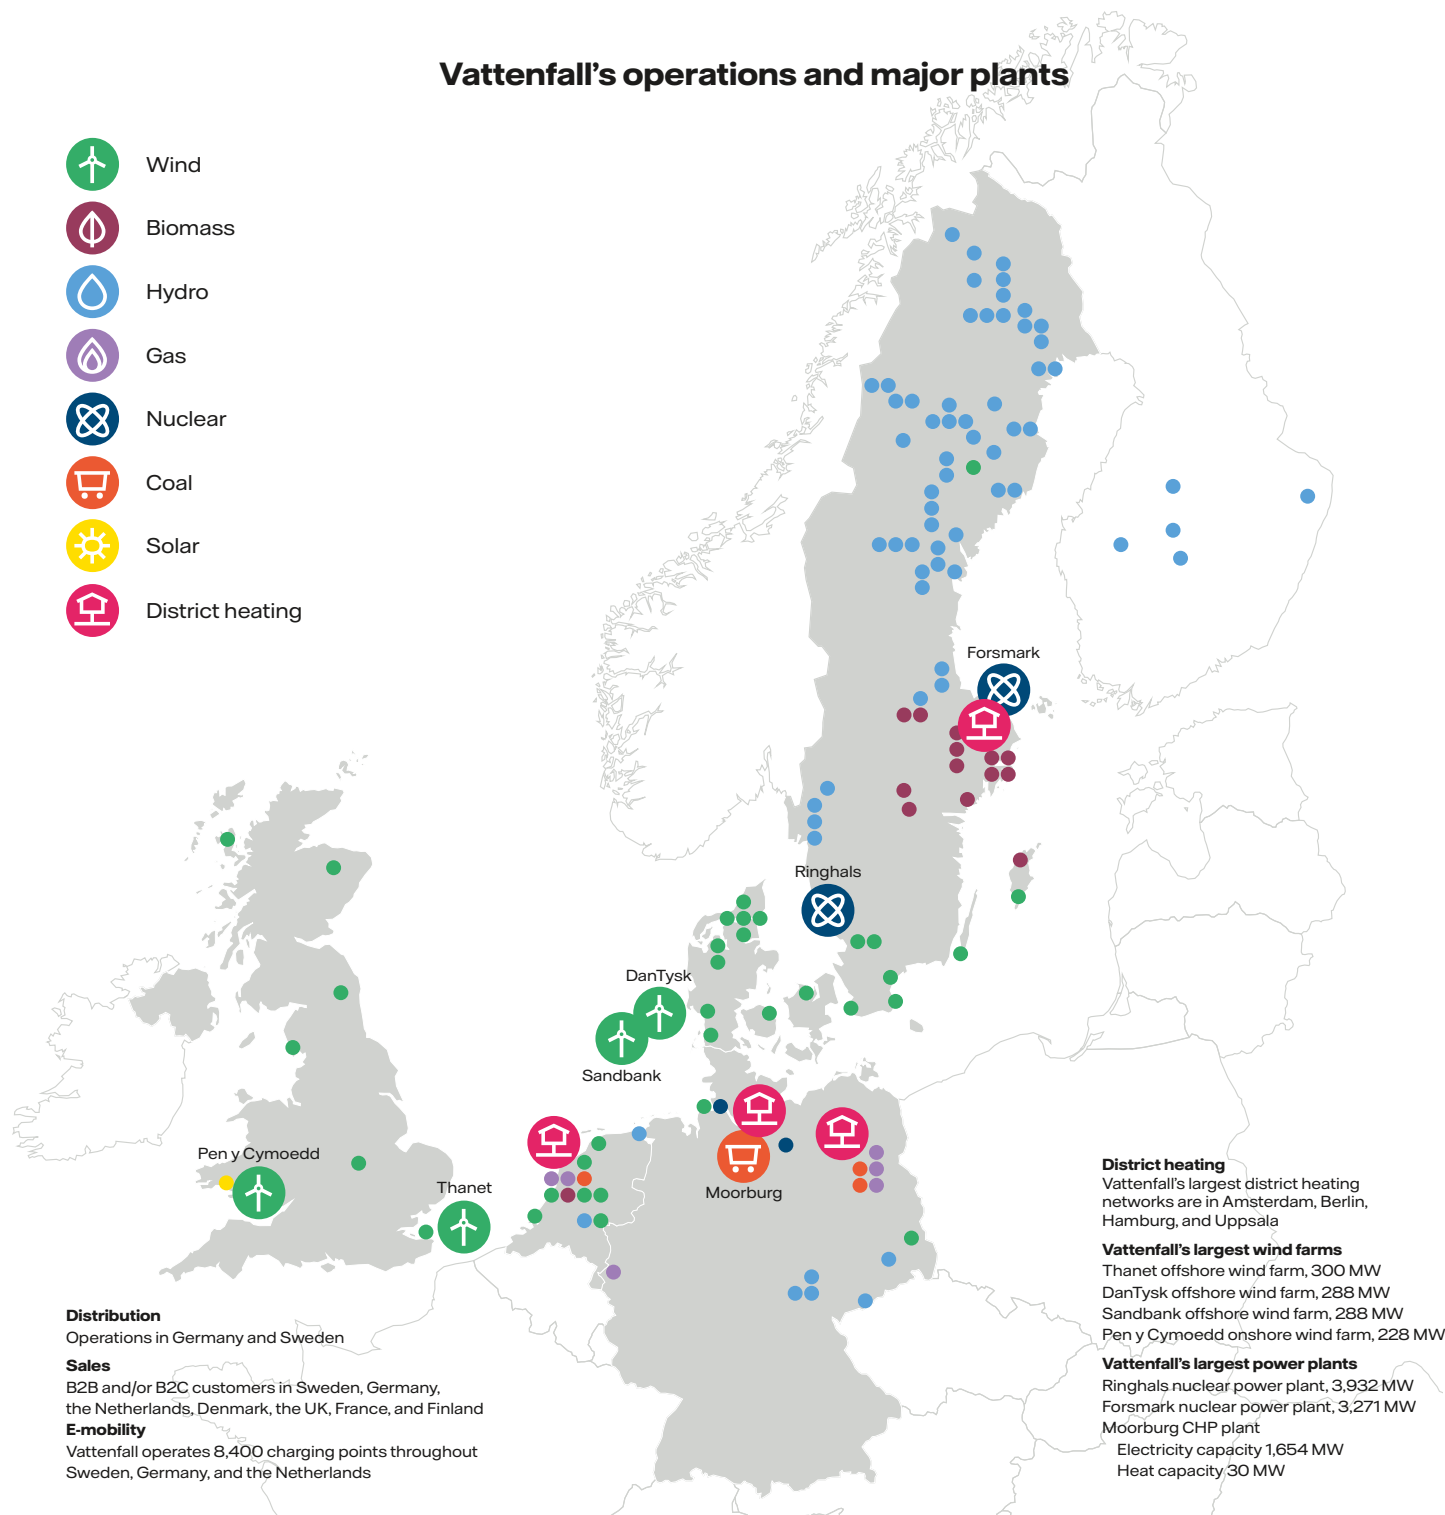 Vattenfall's operations and major plants
Wind
Biomass
Hydro
Gas
Nuclear
Coal
Solar
District heating
Forsmark
Ringhals
DanTysk
Sandbank
Pen y Cymoedd
Thanet
Moorburg
Distribution
Operations in Germany and Sweden
Sales
B2B and/or B2C customers in Sweden, Germany,
the Netherlands, Denmark, the UK, France, and Finland
E-mobility
Vattenfall operates 8,400 charging points throughout
Sweden, Germany, and the Netherlands
District heating
Vattenfall's largest district heating
networks are in Amsterdam, Berlin,
Hamburg, and Uppsala
Vattenfall's largest wind farms
Thanet offshore wind farm, 300 MW
DanTysk offshore wind farm, 288 MW
Sandbank offshore wind farm, 288 MW
Pen y Cymoedd onshore wind farm, 228 MW
Vattenfall's largest power plants
Ringhals nuclear power plant, 3,932 MW
Forsmark nuclear power plant, 3,271 MW
Moorburg CHP plant
Electricity capacity 1,654 MW
Heat capacity 30 MW